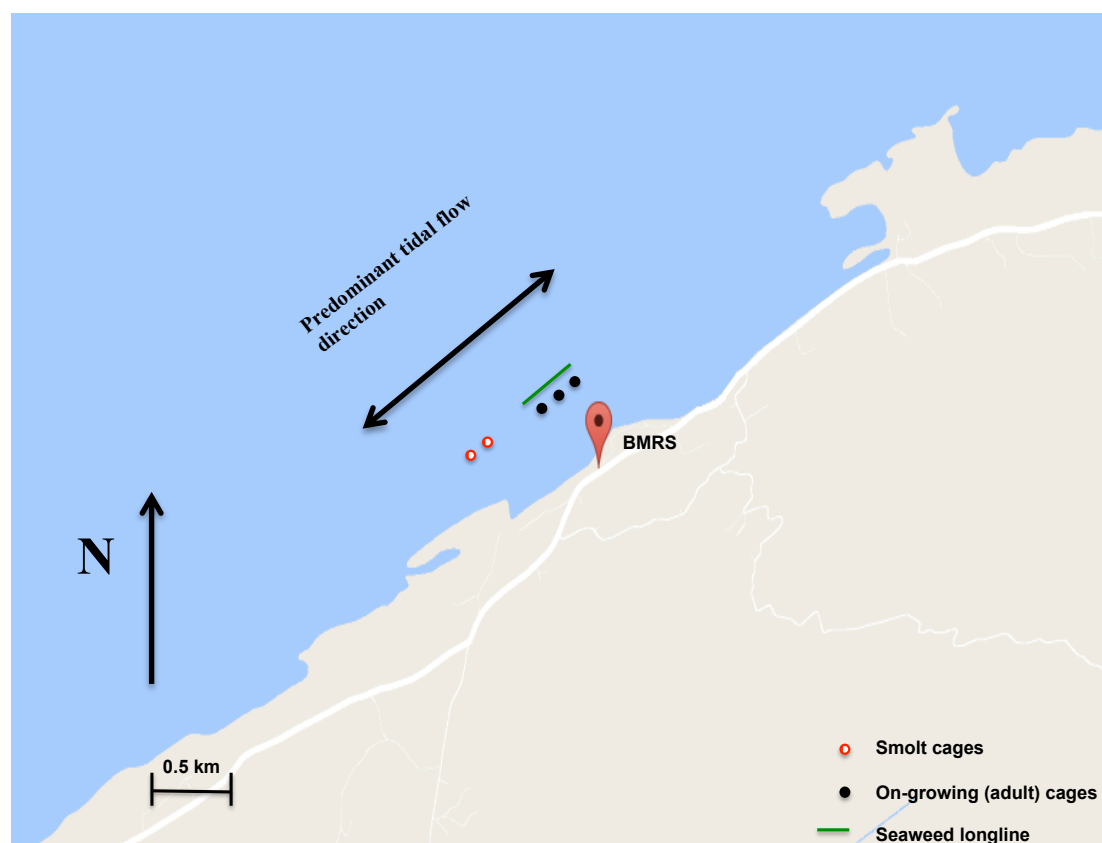 Predominant tidal flow
direction
BMRS
N
0.5 km
Smolt cages
On-growing (adult) cages
Seaweed longline